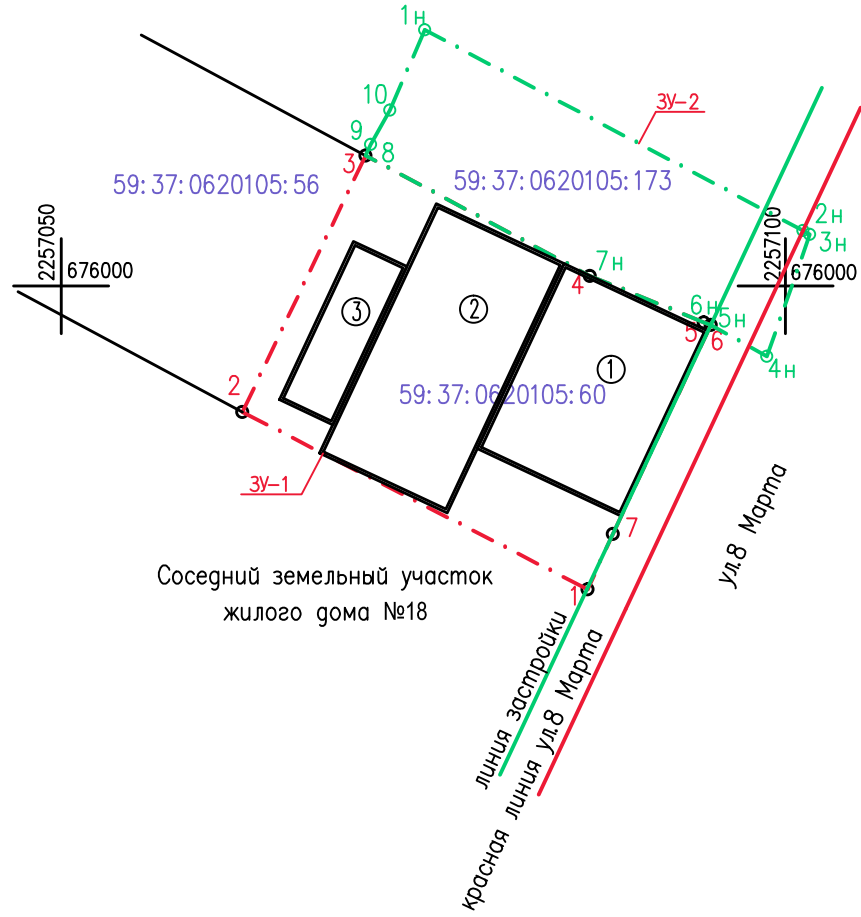 1н
10
ЗУ-2
9
8
3
59:37:0620105:56
59:37:0620105:173
2257050
676000
2257100
676000
2н
3н
7н
4
6н
5н
5
6
4н
3
2
1
59:37:0620105:60
2
ЗУ-1
7
1
ул.8 Марта
Соседний земельный участок
жилого дома №18
линия застройки
красная линия ул.8 Марта